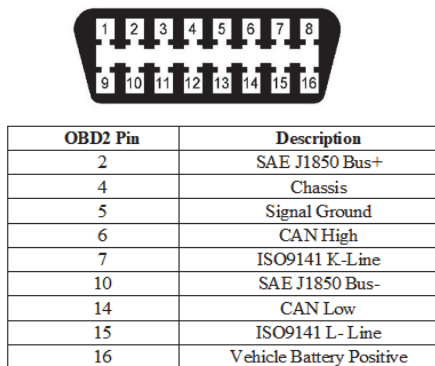 1 2 3 4 5 6 7 8
9 10 11 12 13 14 15 16
OBD2 Pin Description
2 SAE J1850 Bus+
4 Chassis
5 Signal Ground
6 CAN High
7 ISO9141 K-Line
10 SAE J1850 Bus-
14 CAN Low
15 ISO9141 L- Line
16 Vehicle Battery Positive